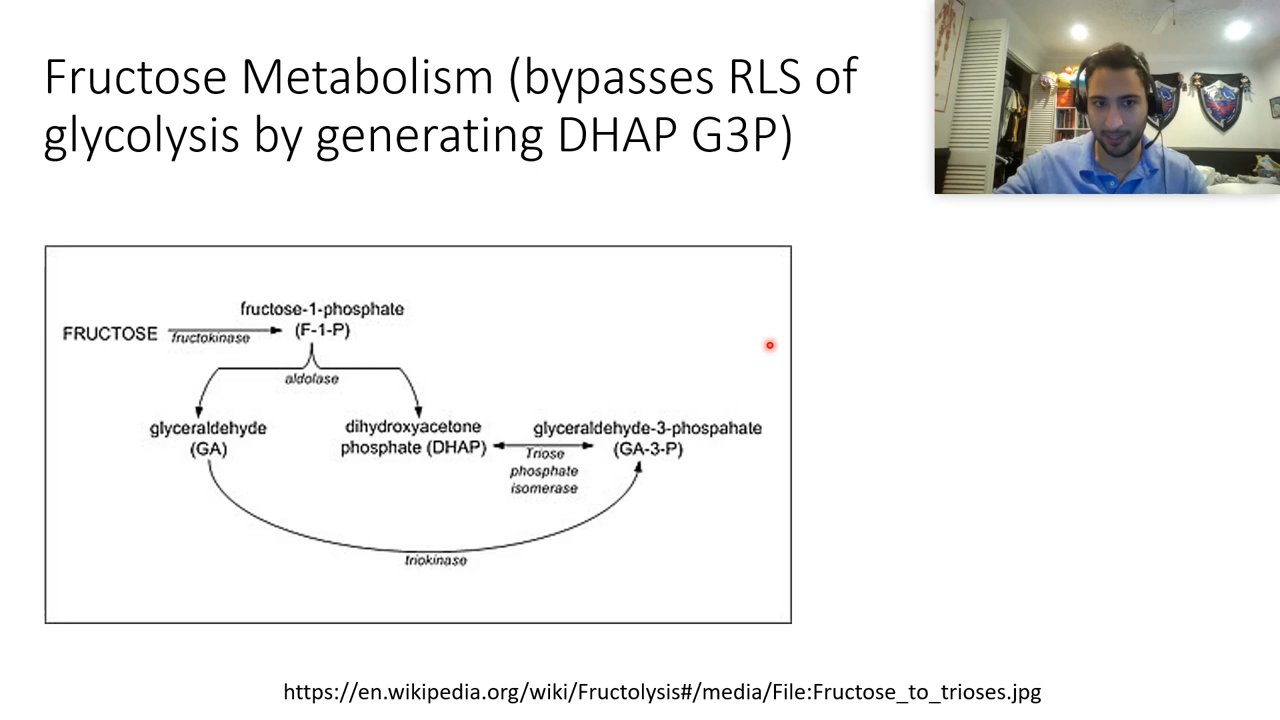 Fructose Metabolism (bypasses RLS of
glycolysis by generating DHAP G3P)
fructose-1-phosphate
(F-1-P)
FRUCTOSE
fructokinase
aldolase
glyceraldehyde
(GA)
dihydroxyacetone
phosphate (DHAP)
glyceraldehyde-3-phospahate
(GA-3-P)
Triose
phosphate
isomerase
triokinase
https://en.wikipedia.org/wiki/Fructolysis#/media/File:Fructose_to_trioses.jpg